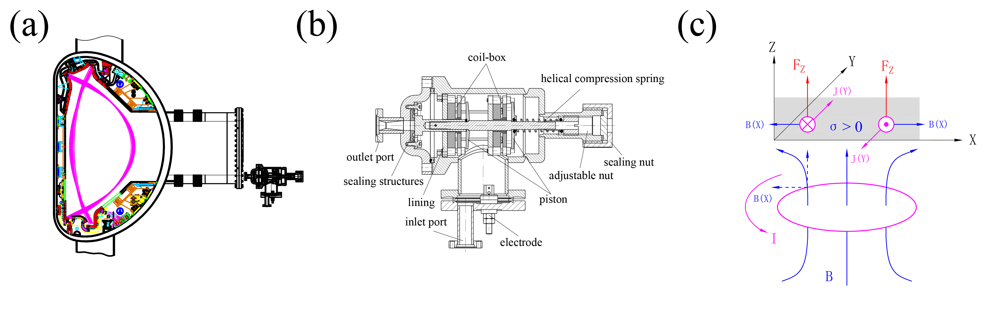 (a)
(b)
(c)
coil-box
helical compression spring
outlet port
sealing structures
lining
inlet port
electrode
piston
adjustable nut
sealing nut
Z
Y
X
F_Z
F_Z
J(Y)
B(X)
σ > 0
B(X)
J(Y)
B(X)
I
B